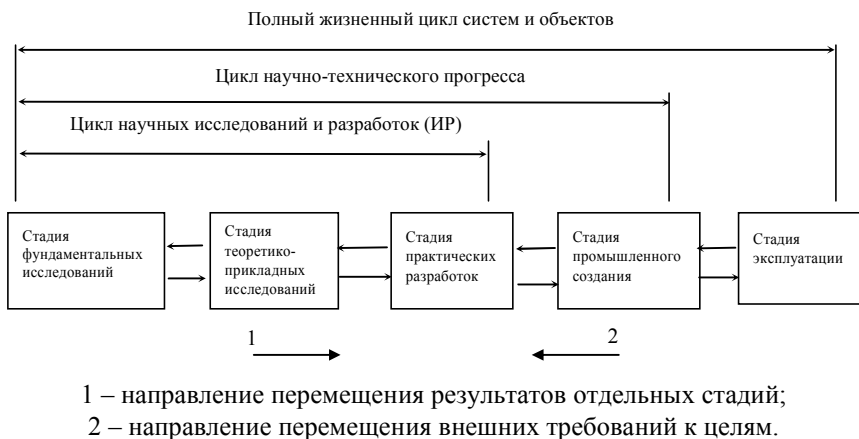 Полный жизненный цикл систем и объектов
Цикл научно-технического прогресса
Цикл научных исследований и разработок (ИР)
Стадия
фундаментальных
исследований
Стадия
теоретико-
прикладных
исследований
Стадия
практических
разработок
Стадия
промышленного
создания
Стадия
эксплуатации
1
2
1 – направление перемещения результатов отдельных стадий;
2 – направление перемещения внешних требований к целям.